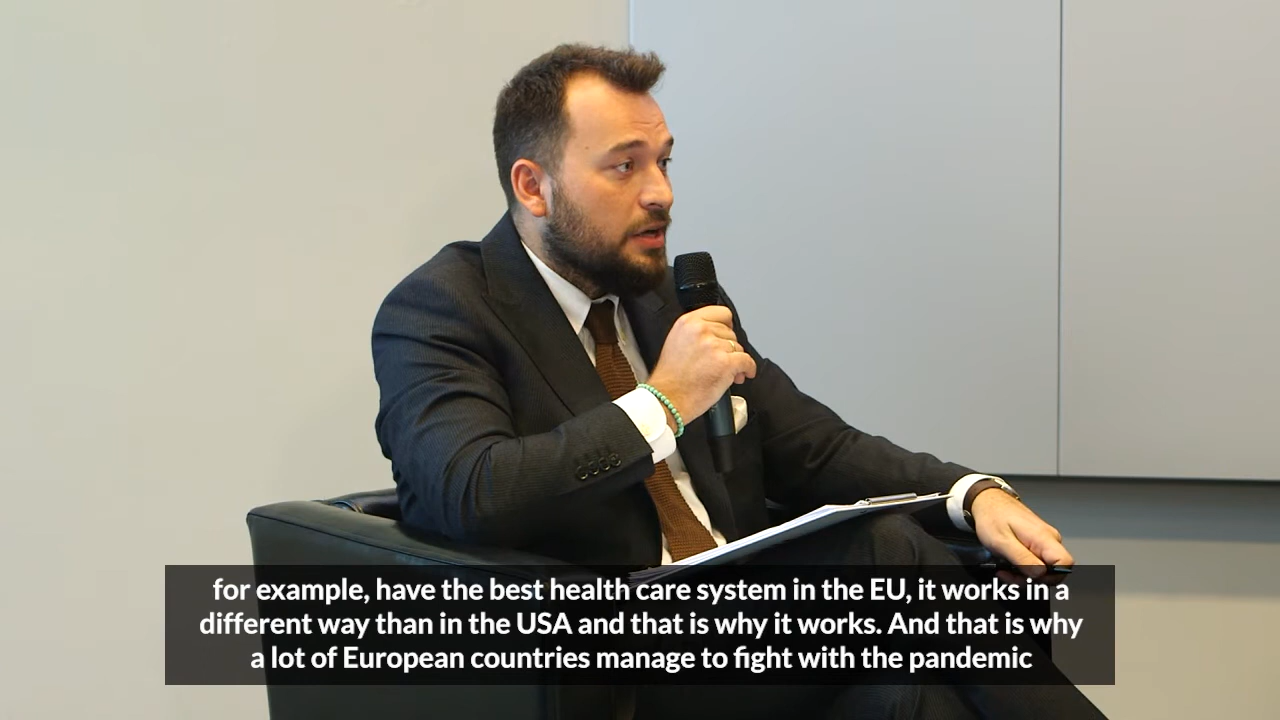 for example, have the best health care system in the EU, it works in a
different way than in the USA and that is why it works. And that is why
a lot of European countries manage to fight with the pandemic